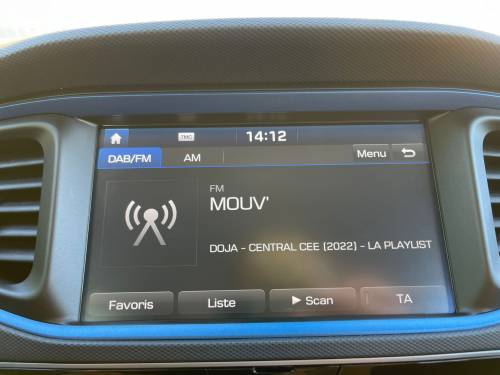 TMC 14:12
DAB/FM AM Menu
FM
MOUV'
DOJA - CENTRAL CEE (2022) - LA PLAYLIST
Favoris Liste Scan TA